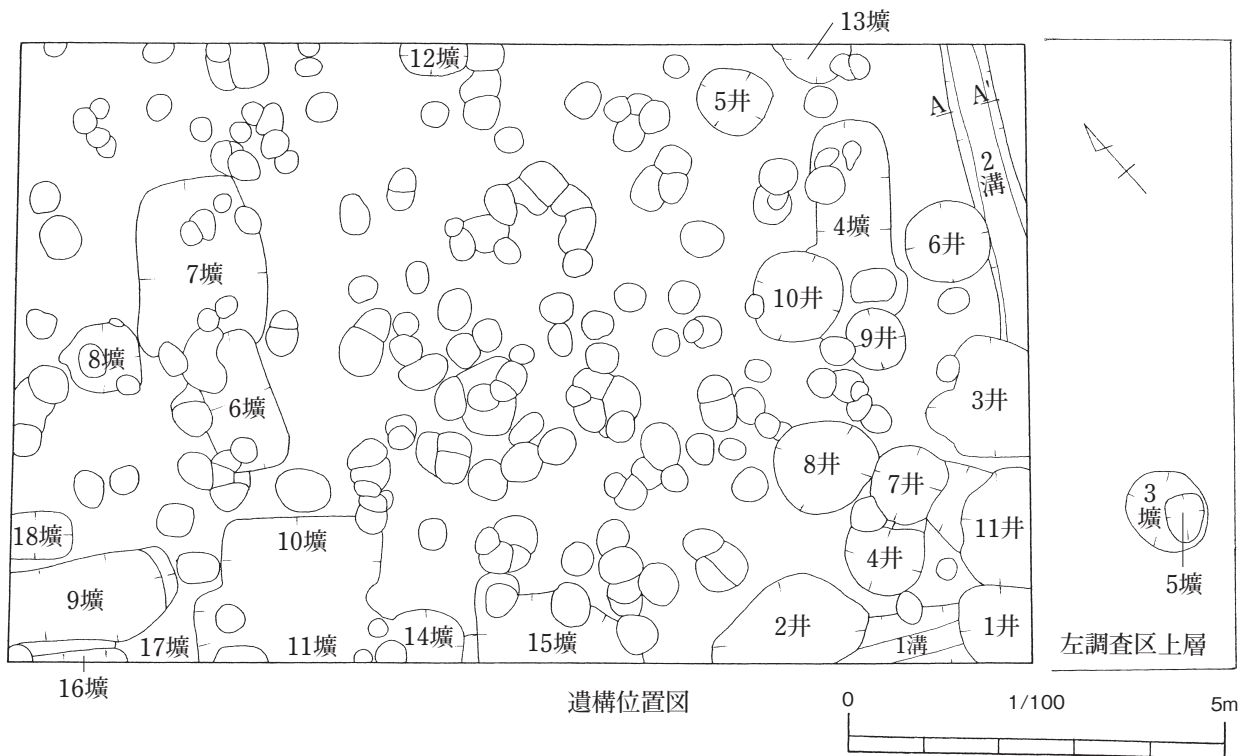 13壙
12壙
5井
A
A'
2
溝
4壙
6井
7壙
10井
9井
8壙
3井
6壙
8井
7井
3
壙
18壙
10壙
11井
4井
5壙
9壙
2井
1井
17壙
11壙
14壙
15壙
1溝
左調査区上層
16壙
遺構位置図
0
1/100
5m